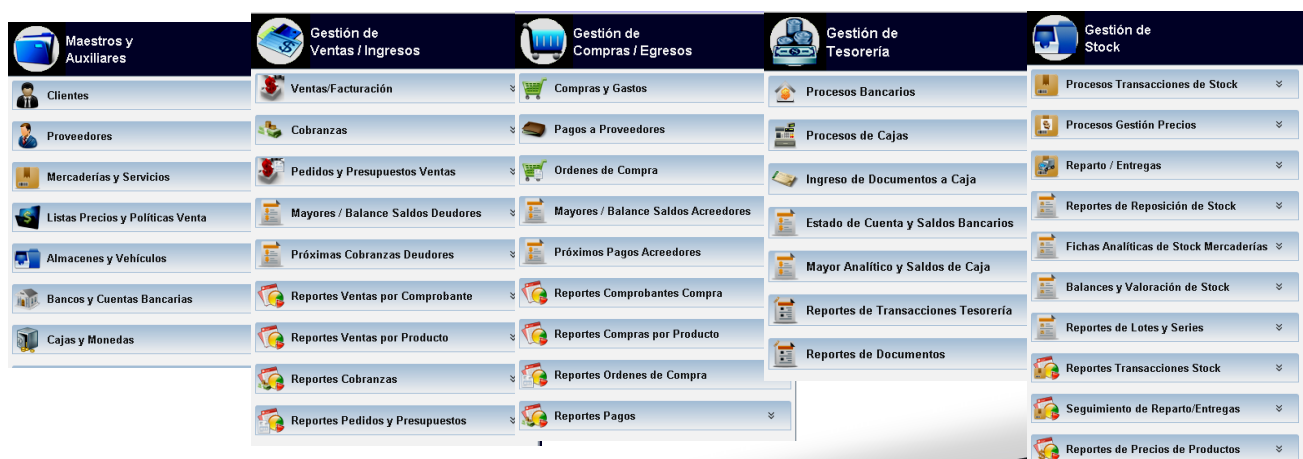 Maestros y
Auxiliares
Clientes
Proveedores
Mercaderías y Servicios
Listas Precios y Políticas Venta
Almacenes y Vehículos
Bancos y Cuentas Bancarias
Cajas y Monedas
Gestión de
Ventas / Ingresos
Ventas/Facturación
Cobranzas
Pedidos y Presupuestos Ventas
Mayores / Balance Saldos Deudores
Próximas Cobranzas Deudores
Reportes Ventas por Comprobante
Reportes Ventas por Producto
Reportes Cobranzas
Reportes Pedidos y Presupuestos
Gestión de
Compras / Egresos
Compras y Gastos
Pagos a Proveedores
Ordenes de Compra
Mayores / Balance Saldos Acreedores
Próximos Pagos Acreedores
Reportes Comprobantes Compra
Reportes Compras por Producto
Reportes Ordenes de Compra
Reportes Pagos
Gestión de
Tesorería
Procesos Bancarios
Procesos de Cajas
Ingreso de Documentos a Caja
Estado de Cuenta y Saldos Bancarios
Mayor Analítico y Saldos de Caja
Reportes de Transacciones Tesorería
Reportes de Documentos
Gestión de
Stock
Procesos Transacciones de Stock
Procesos Gestión Precios
Reparto / Entregas
Reportes de Reposición de Stock
Fichas Analíticas de Stock Mercaderías
Balances y Valoración de Stock
Reportes de Lotes y Series
Reportes Transacciones Stock
Seguimiento de Reparto/Entregas
Reportes de Precios de Productos